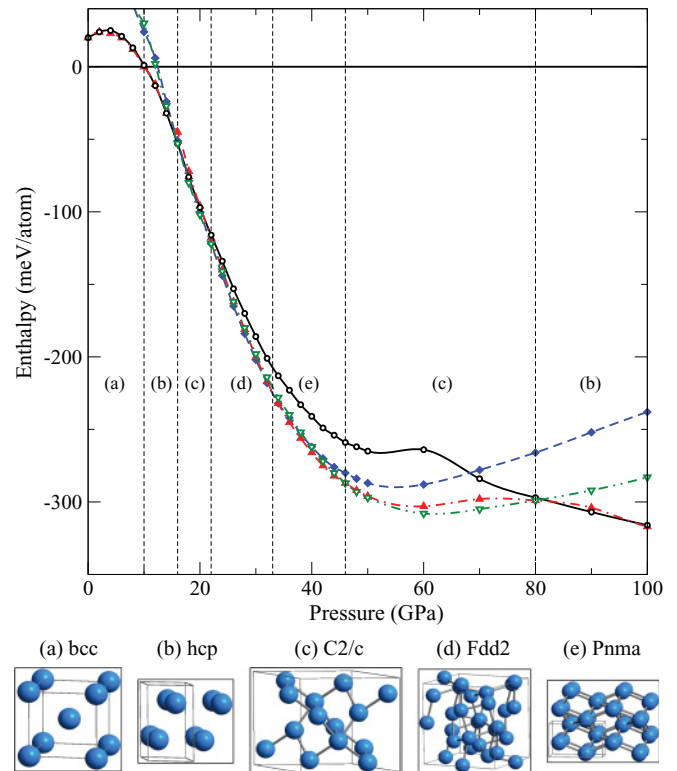 0
-100
-200
-300
Enthalpy (meV/atom)
(a) (b) (c) (d) (e) (c) (b)
0 20 40 60 80 100
Pressure (GPa)
(a) bcc (b) hcp (c) C2/c (d) Fdd2 (e) Pnma